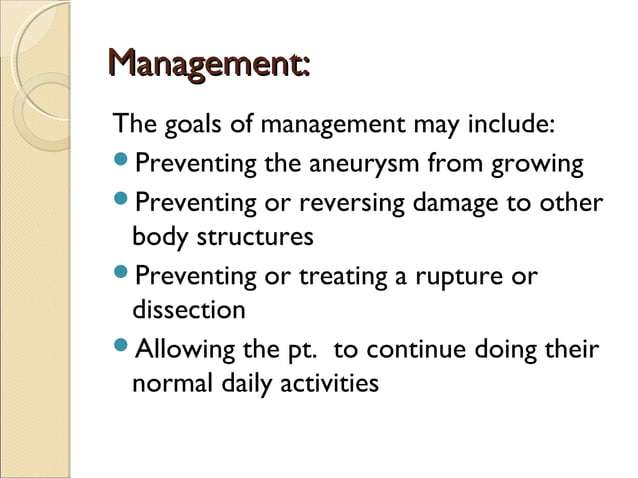 Management:
The goals of management may include:
Preventing the aneurysm from growing
Preventing or reversing damage to other
body structures
Preventing or treating a rupture or
dissection
Allowing the pt.  to continue doing their
normal daily activities